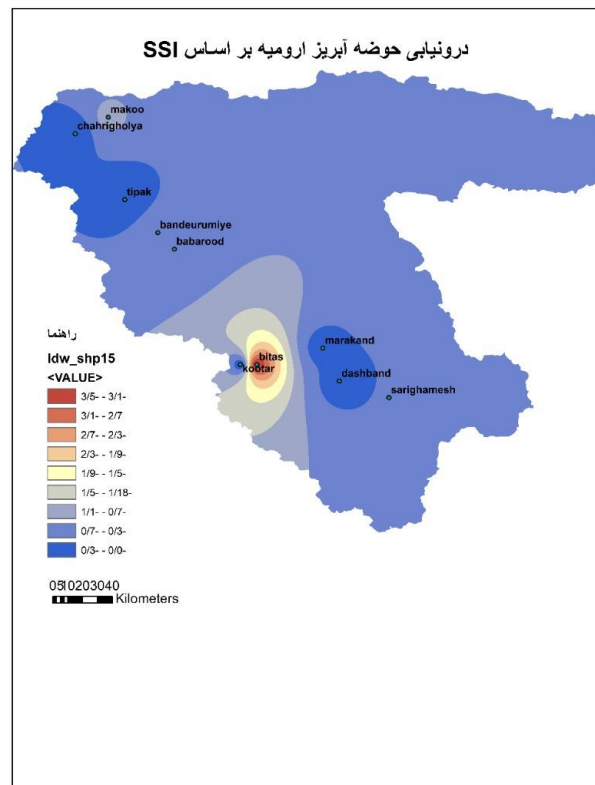 درونیابی حوضه آبریز ارومیه بر اساس SSI
makoo
chahrigholya
tipak
bandeurumiye
babarood
marakand
bitas
kootar
dashband
sarighamesh
راهنما
Idw_shp15
<VALUE>
3/5- - 3/1-
3/1- - 2/7
2/7- - 2/3-
2/3- - 1/9-
1/9- - 1/5-
1/5- - 1/18-
1/1- - 0/7-
0/7- - 0/3-
0/3- - 0/0-
0510203040
Kilometers